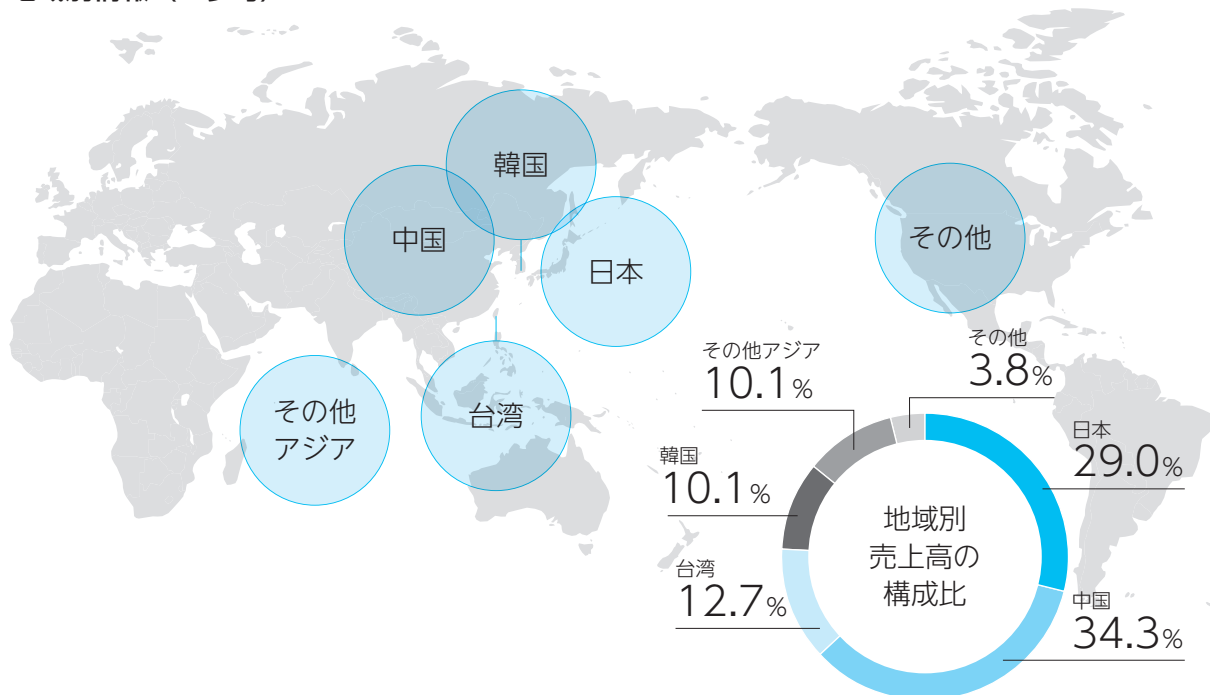 韓国
中国
日本
その他
その他
アジア
台湾
その他アジア
10.1%
その他
3.8%
韓国
10.1%
日本
29.0%
台湾
12.7%
中国
34.3%
地域別
売上高の
構成比